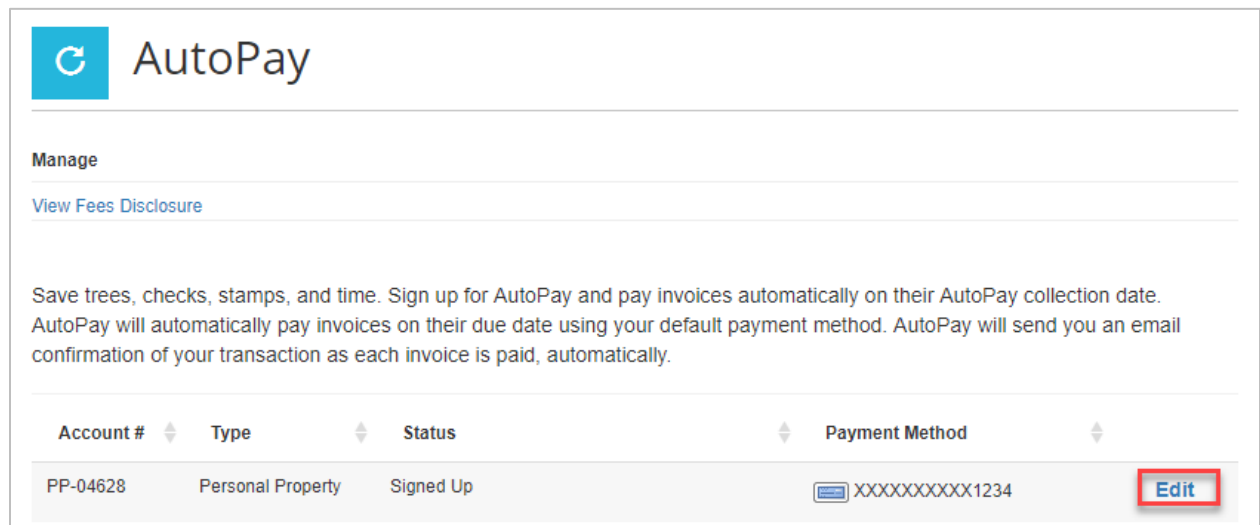 AutoPay
Manage
View Fees Disclosure
Save trees, checks, stamps, and time. Sign up for AutoPay and pay invoices automatically on their AutoPay collection date.
AutoPay will automatically pay invoices on their due date using your default payment method. AutoPay will send you an email
confirmation of your transaction as each invoice is paid, automatically.
Account # Type Status Payment Method
PP-04628 Personal Property Signed Up XXXXXXXXXX1234 Edit